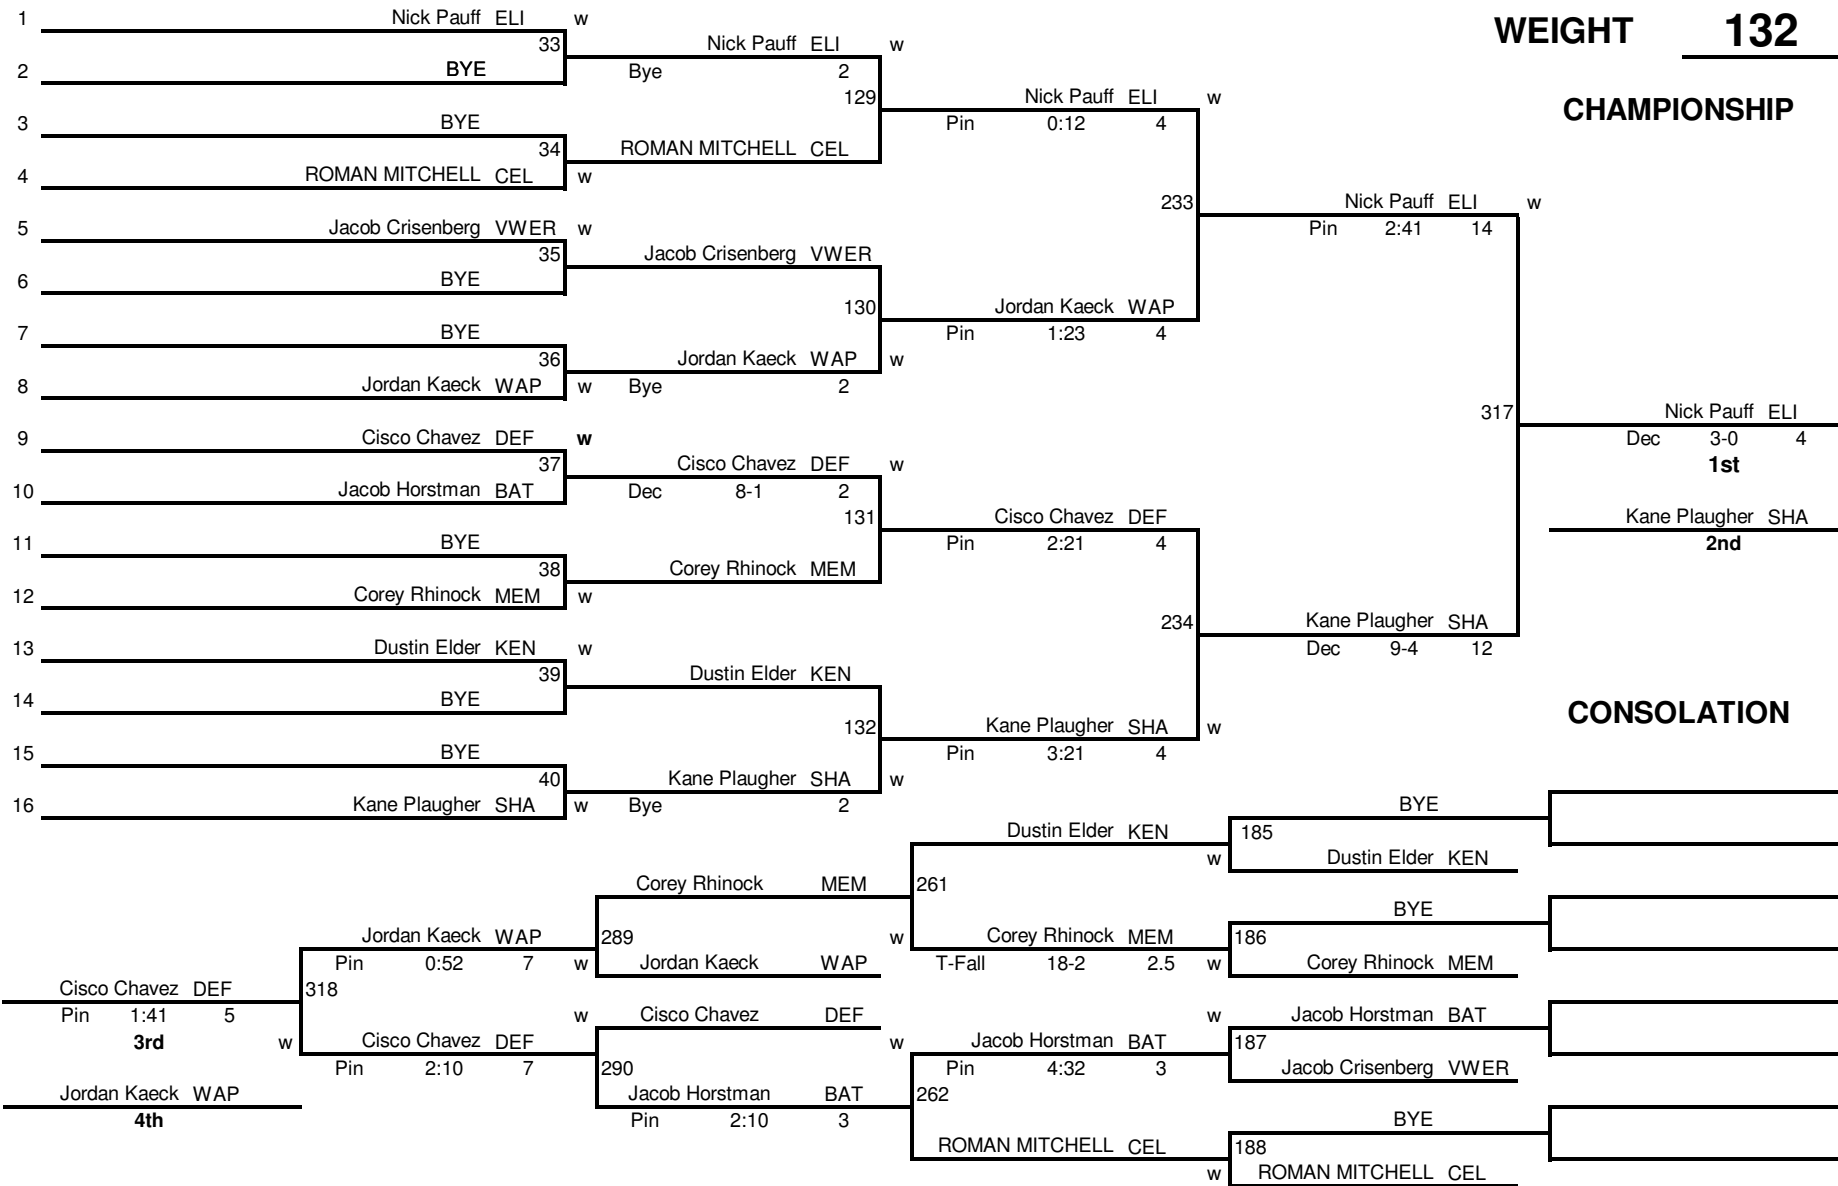 1 Nick Pauff ELI w
WEIGHT 132
33 Nick Pauff ELI w
2 BYE Bye 2
129 Nick Pauff ELI w
CHAMPIONSHIP
3 BYE Pin 0:12 4
34 ROMAN MITCHELL CEL
4 ROMAN MITCHELL CEL w
233 Nick Pauff ELI w
5 Jacob Crisenberg VWER w Pin 2:41 14
35 Jacob Crisenberg VWER
6 BYE
130 Jordan Kaeck WAP
7 BYE Pin 1:23 4
36 Jordan Kaeck WAP w
8 Jordan Kaeck WAP w Bye 2
317 Nick Pauff ELI
9 Cisco Chavez DEF w Dec 3-0 4
37 Cisco Chavez DEF w 1st
10 Jacob Horstman BAT Dec 8-1 2
131 Cisco Chavez DEF Kane Plaugher SHA
11 BYE Pin 2:21 4 2nd
38 Corey Rhinock MEM
12 Corey Rhinock MEM w
234 Kane Plaugher SHA
13 Dustin Elder KEN w Dec 9-4 12
39 Dustin Elder KEN
14 BYE
CONSOLATION
132 Kane Plaugher SHA w
15 BYE Pin 3:21 4
40 Kane Plaugher SHA w
16 Kane Plaugher SHA w Bye 2 BYE
Dustin Elder KEN 185
w Dustin Elder KEN
Corey Rhinock MEM 261
BYE
Jordan Kaeck WAP 289 w Corey Rhinock MEM 186
Pin 0:52 7 w Jordan Kaeck WAP T-Fall 18-2 2.5 w Corey Rhinock MEM
Cisco Chavez DEF 318
Pin 1:41 5 w Cisco Chavez DEF w Jacob Horstman BAT
3rd w Cisco Chavez DEF w Jacob Horstman BAT 187
Pin 2:10 7 290 Pin 4:32 3 Jacob Crisenberg VWER
Jordan Kaeck WAP Jacob Horstman BAT 262
4th Pin 2:10 3 BYE
ROMAN MITCHELL CEL 188
w ROMAN MITCHELL CEL